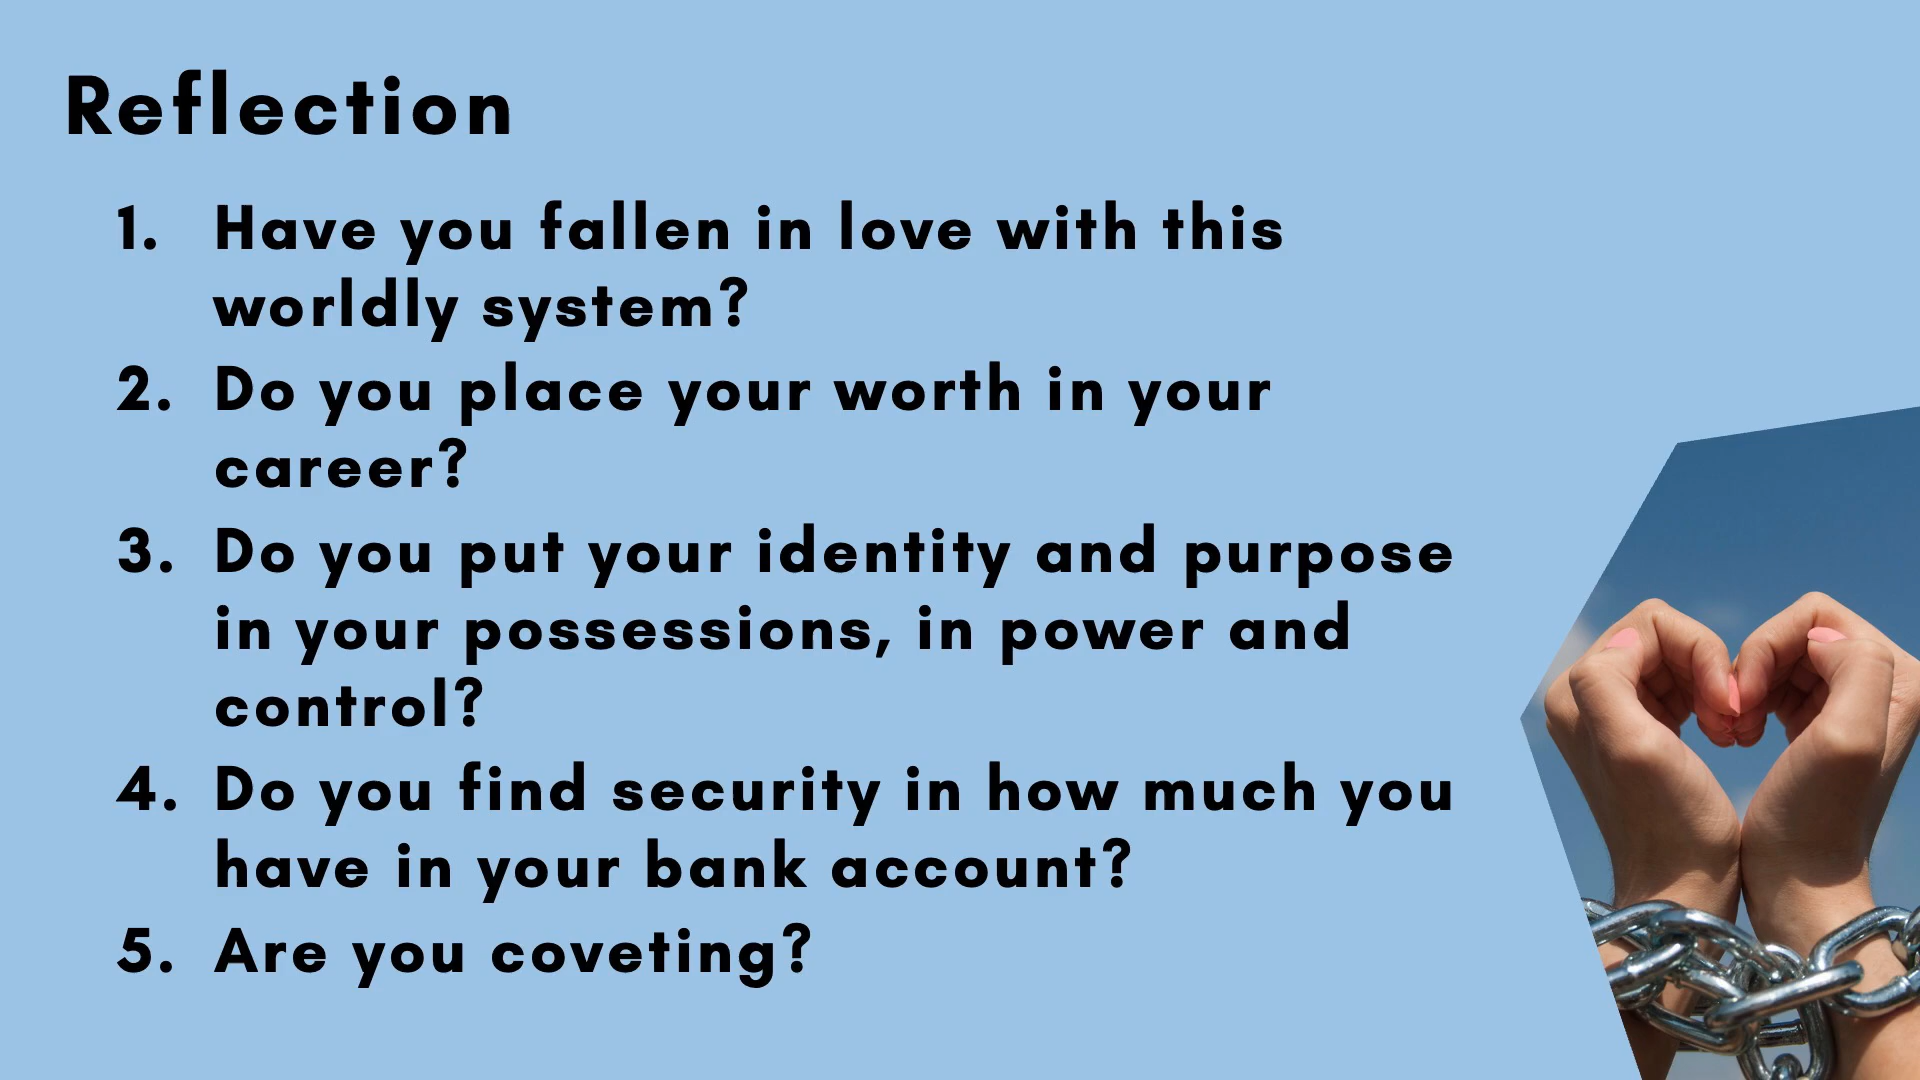 Reflection
1. Have you fallen in love with this
worldly system?
2. Do you place your worth in your
career?
3. Do you put your identity and purpose
in your possessions, in power and
control?
4. Do you find security in how much you
have in your bank account?
5. Are you coveting?